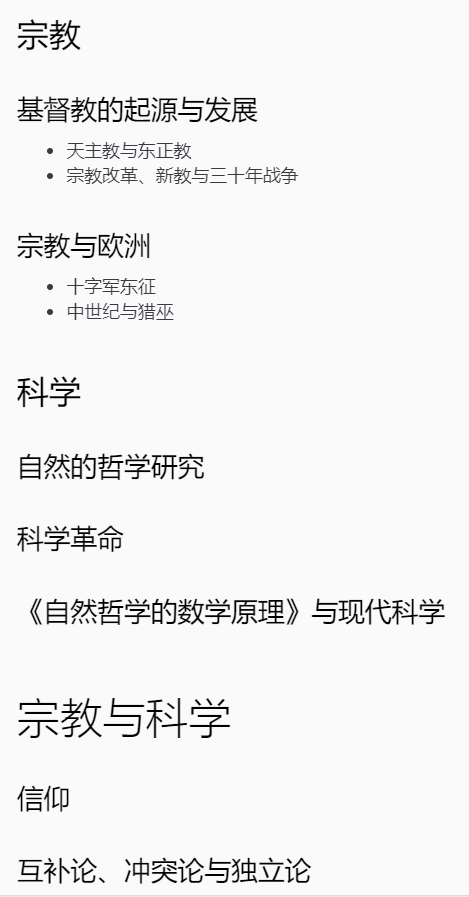 宗教
基督教的起源与发展
天主教与东正教
宗教改革、新教与三十年战争
宗教与欧洲
十字军东征
中世纪与猎巫
科学
自然的哲学研究
科学革命
《自然哲学的数学原理》与现代科学
宗教与科学
信仰
互补论、冲突论与独立论